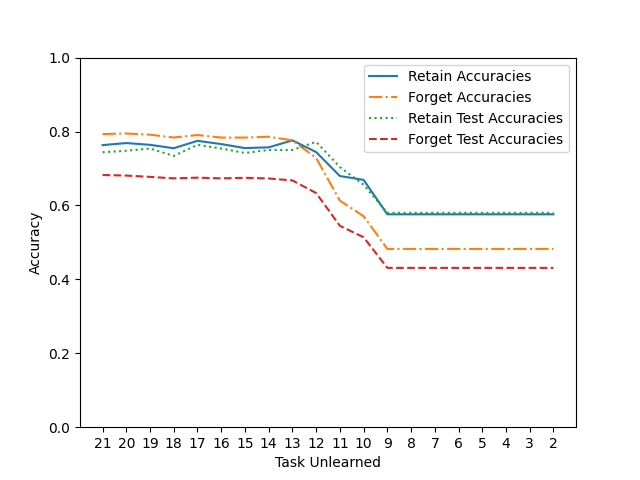 Retain Accuracies
Forget Accuracies
Retain Test Accuracies
Forget Test Accuracies
1.0
0.8
0.6
0.4
0.2
0.0
Accuracy
21 20 19 18 17 16 15 14 13 12 11 10 9 8 7 6 5 4 3 2
Task Unlearned